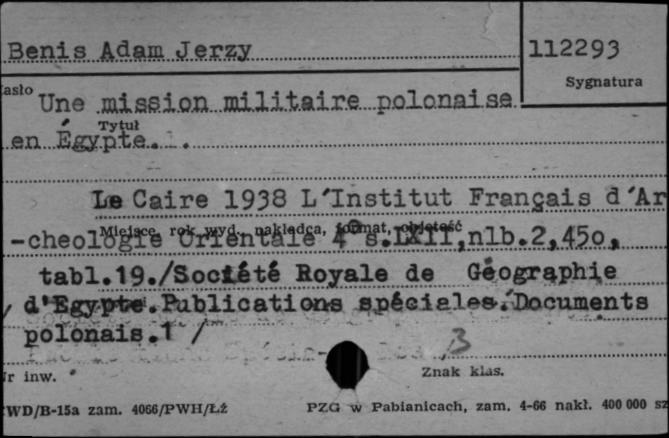 Benis Adam Jerzy
112293
Sygnatura
asło Une mission militaire polonaise
Tytuł
en Égypte..
Le Caire 1938 L'Institut Français d'Ar
Miejsce, rok wyd., nakładca, format, objętość
-cheologie Orientale 4° s.LXII,nlb.2,450,
tabl.19./Société Royale de Géographie
d'Egypte.Publications spéciales.Documents
polonais.1 /
B
r inw.
Znak klas.
WD/B-15a zam. 4066/PWH/Łź
PZG w Pabianicach, zam. 4-66 nakł. 400 000 sz